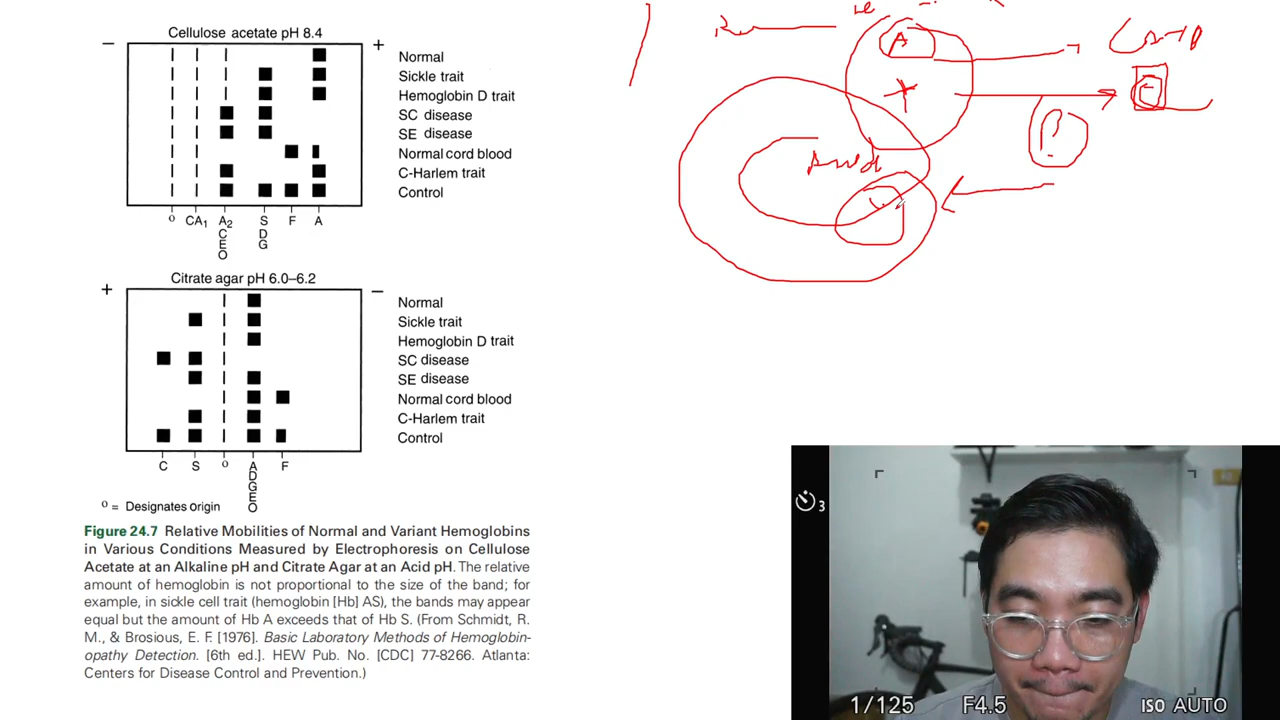 Cellulose acetate pH 8.4
− +
Normal
Sickle trait
Hemoglobin D trait
SC disease
SE disease
Normal cord blood
C-Harlem trait
Control
o CA1 A2 S F A
C D
E G
O
Citrate agar pH 6.0–6.2
+ −
Normal
Sickle trait
Hemoglobin D trait
SC disease
SE disease
Normal cord blood
C-Harlem trait
Control
C S o A F
D
G
E
O
o = Designates origin
Figure 24.7 Relative Mobilities of Normal and Variant Hemoglobins
in Various Conditions Measured by Electrophoresis on Cellulose
Acetate at an Alkaline pH and Citrate Agar at an Acid pH. The relative
amount of hemoglobin is not proportional to the size of the band; for
example, in sickle cell trait (hemoglobin [Hb] AS), the bands may appear
equal but the amount of Hb A exceeds that of Hb S. (From Schmidt, R.
M., & Brosious, E. F. [1976]. Basic Laboratory Methods of Hemoglobin-
opathy Detection. [6th ed.]. HEW Pub. No. [CDC] 77-8266. Atlanta:
Centers for Disease Control and Prevention.)
A
3
1/125 F4.5 ISO AUTO